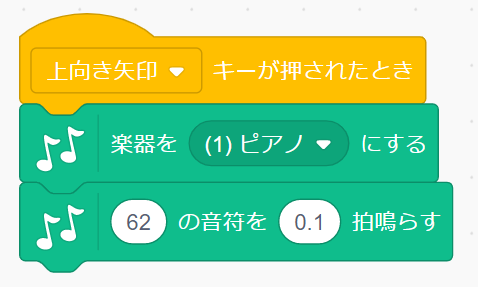 上向き矢印 キーが押されたとき
楽器を (1) ピアノ にする
62 の音符を 0.1 拍鳴らす